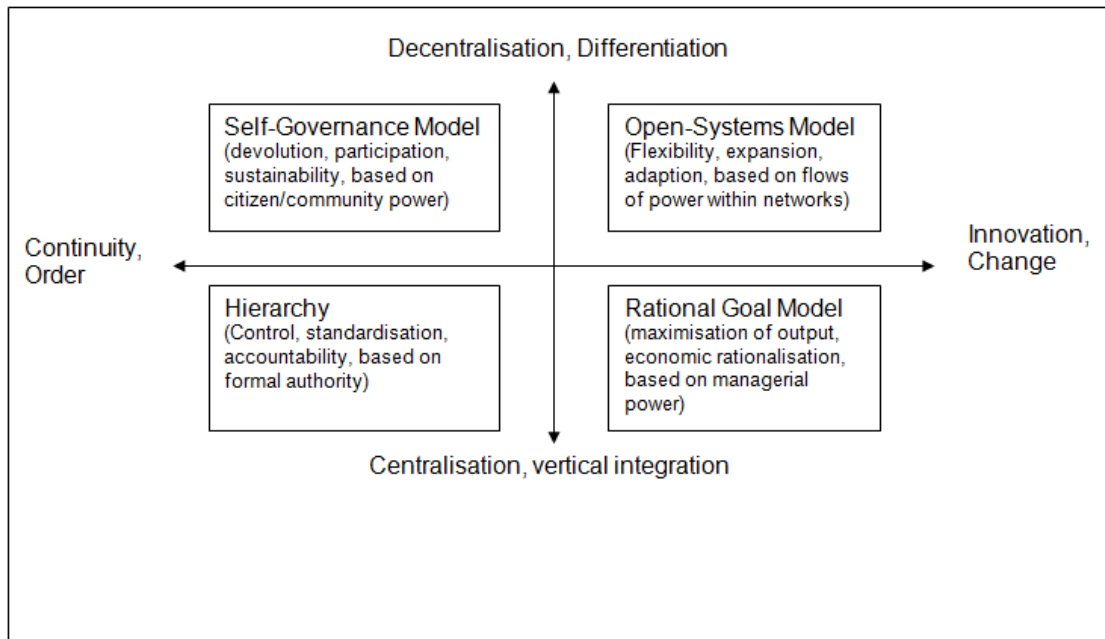 Decentralisation, Differentiation
Self-Governance Model
(devolution, participation,
sustainability, based on
citizen/community power)
Open-Systems Model
(Flexibility, expansion,
adaption, based on flows
of power within networks)
Continuity,
Order
Innovation,
Change
Hierarchy
(Control, standardisation,
accountability, based on
formal authority)
Rational Goal Model
(maximisation of output,
economic rationalisation,
based on managerial
power)
Centralisation, vertical integration